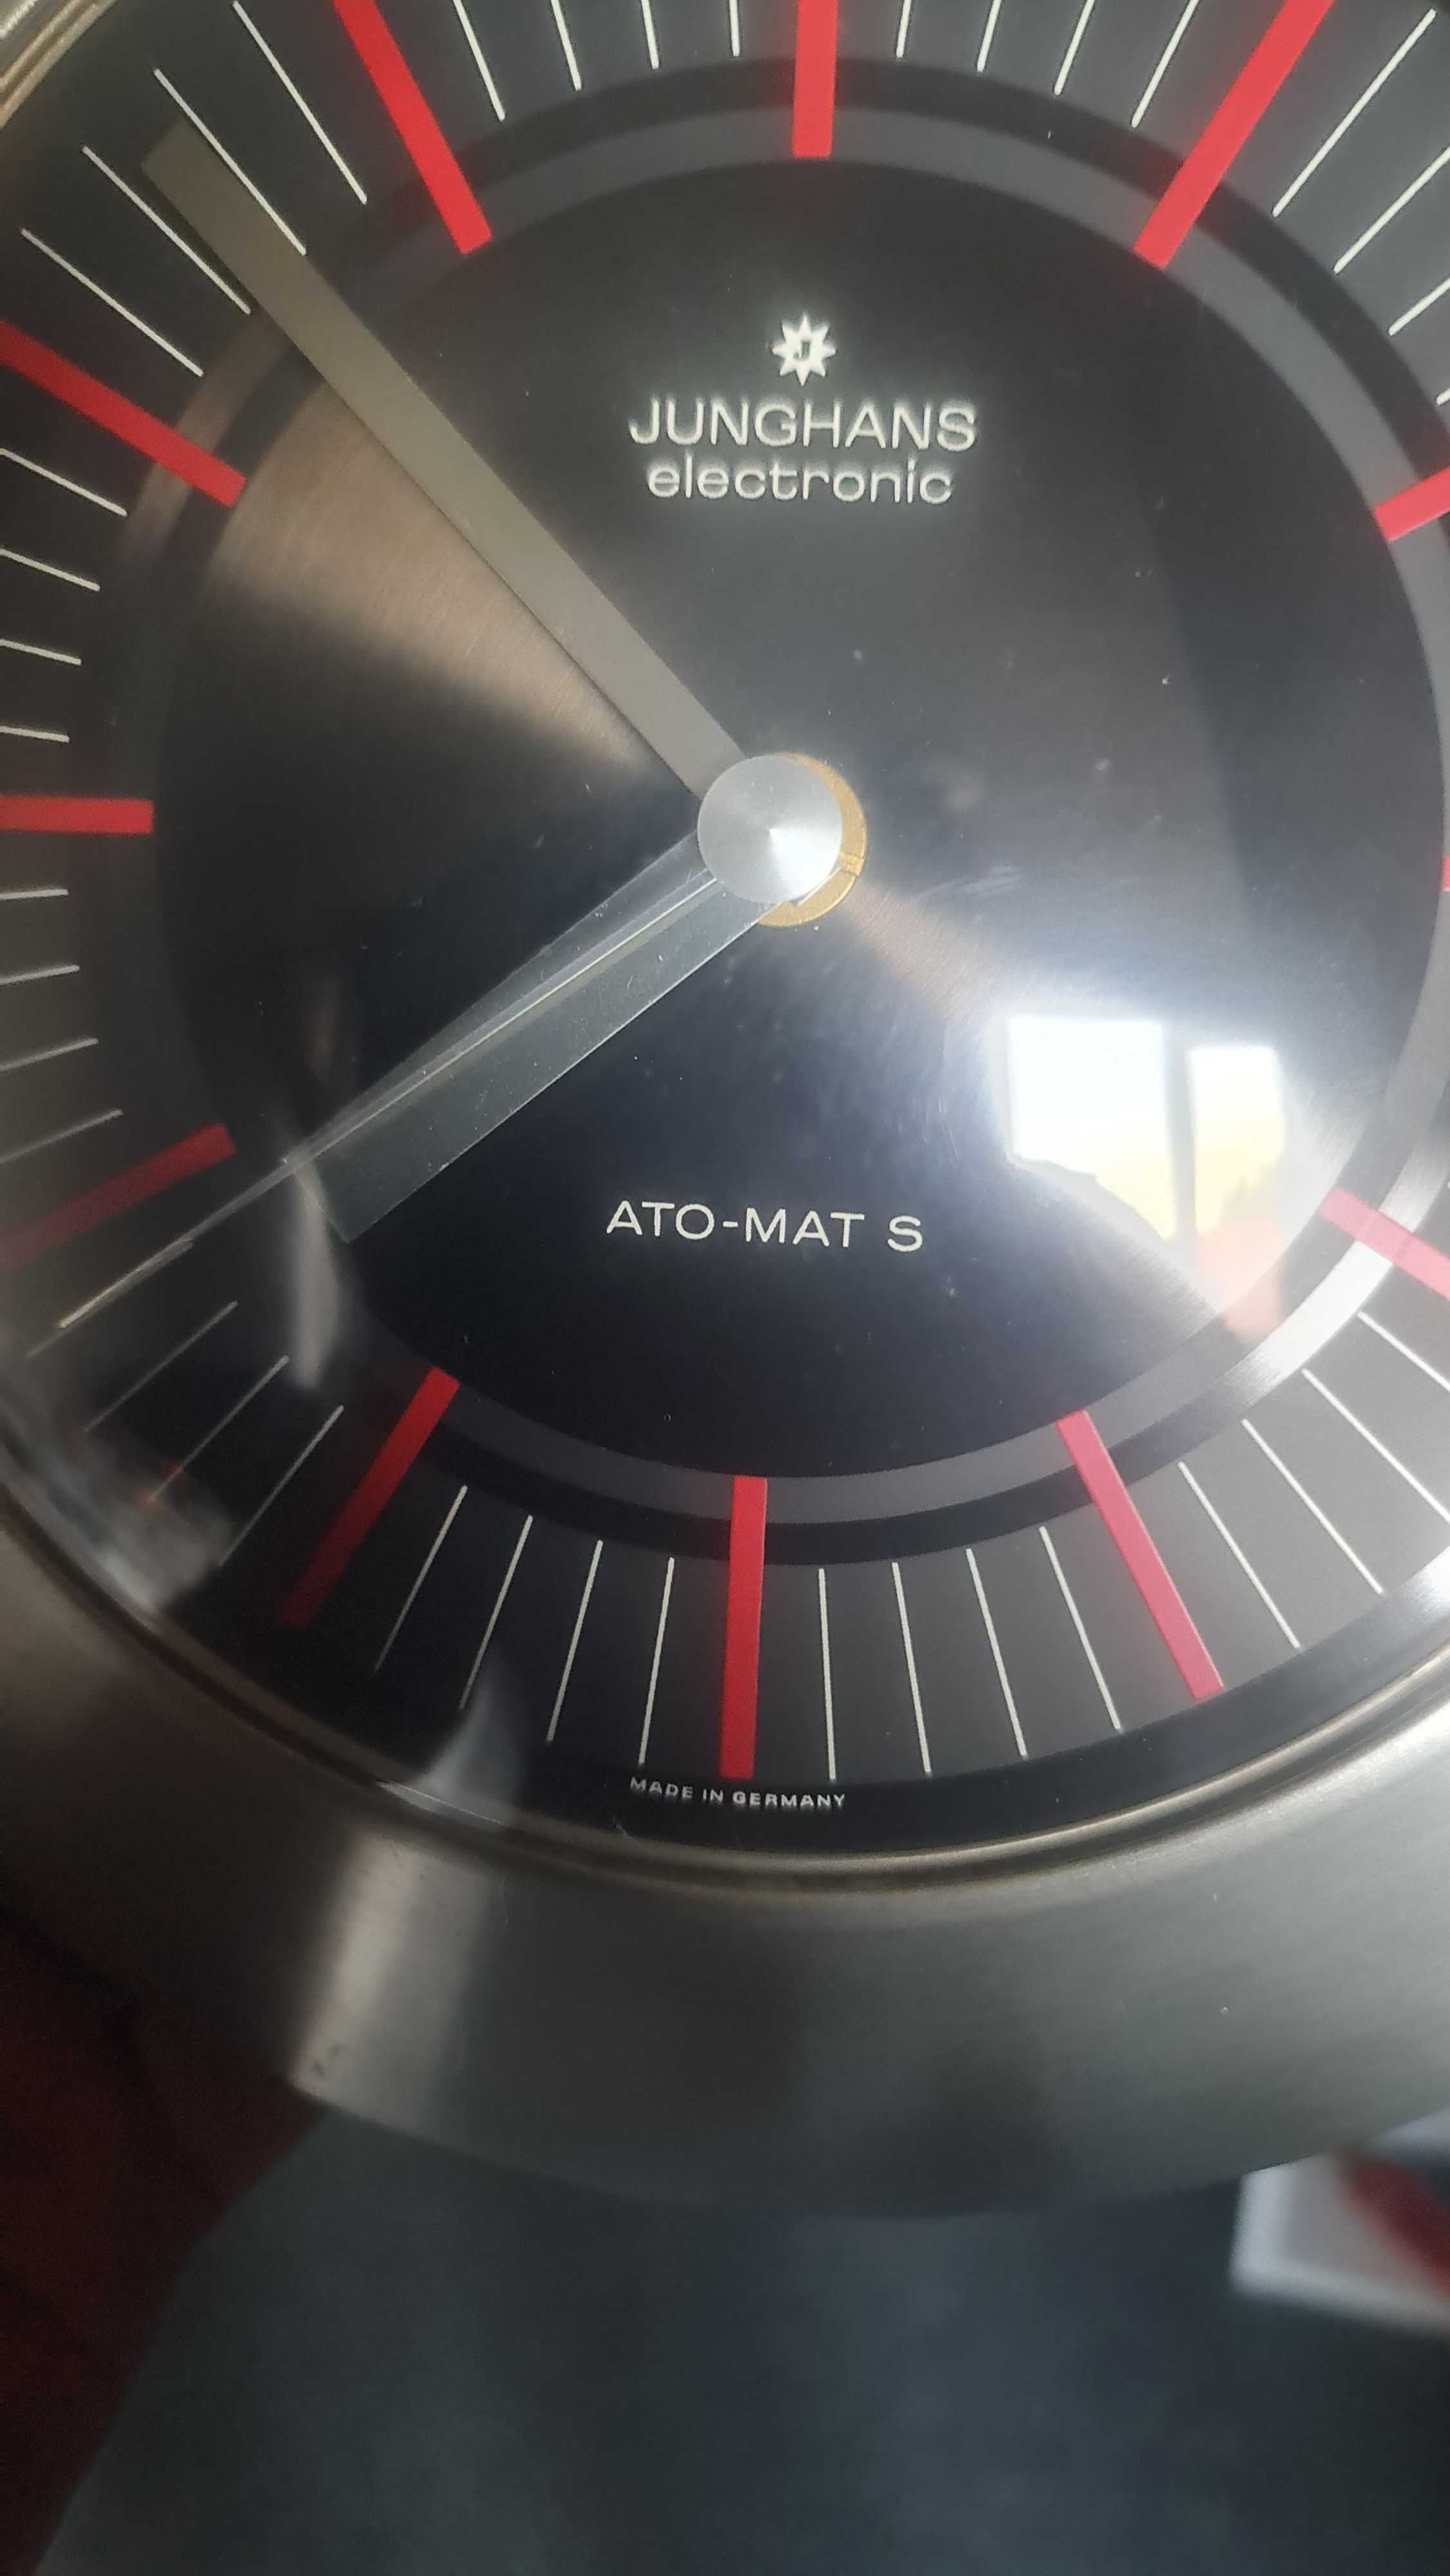 J
JUNGHANS
electronic
ATO-MAT S
MADE IN GERMANY